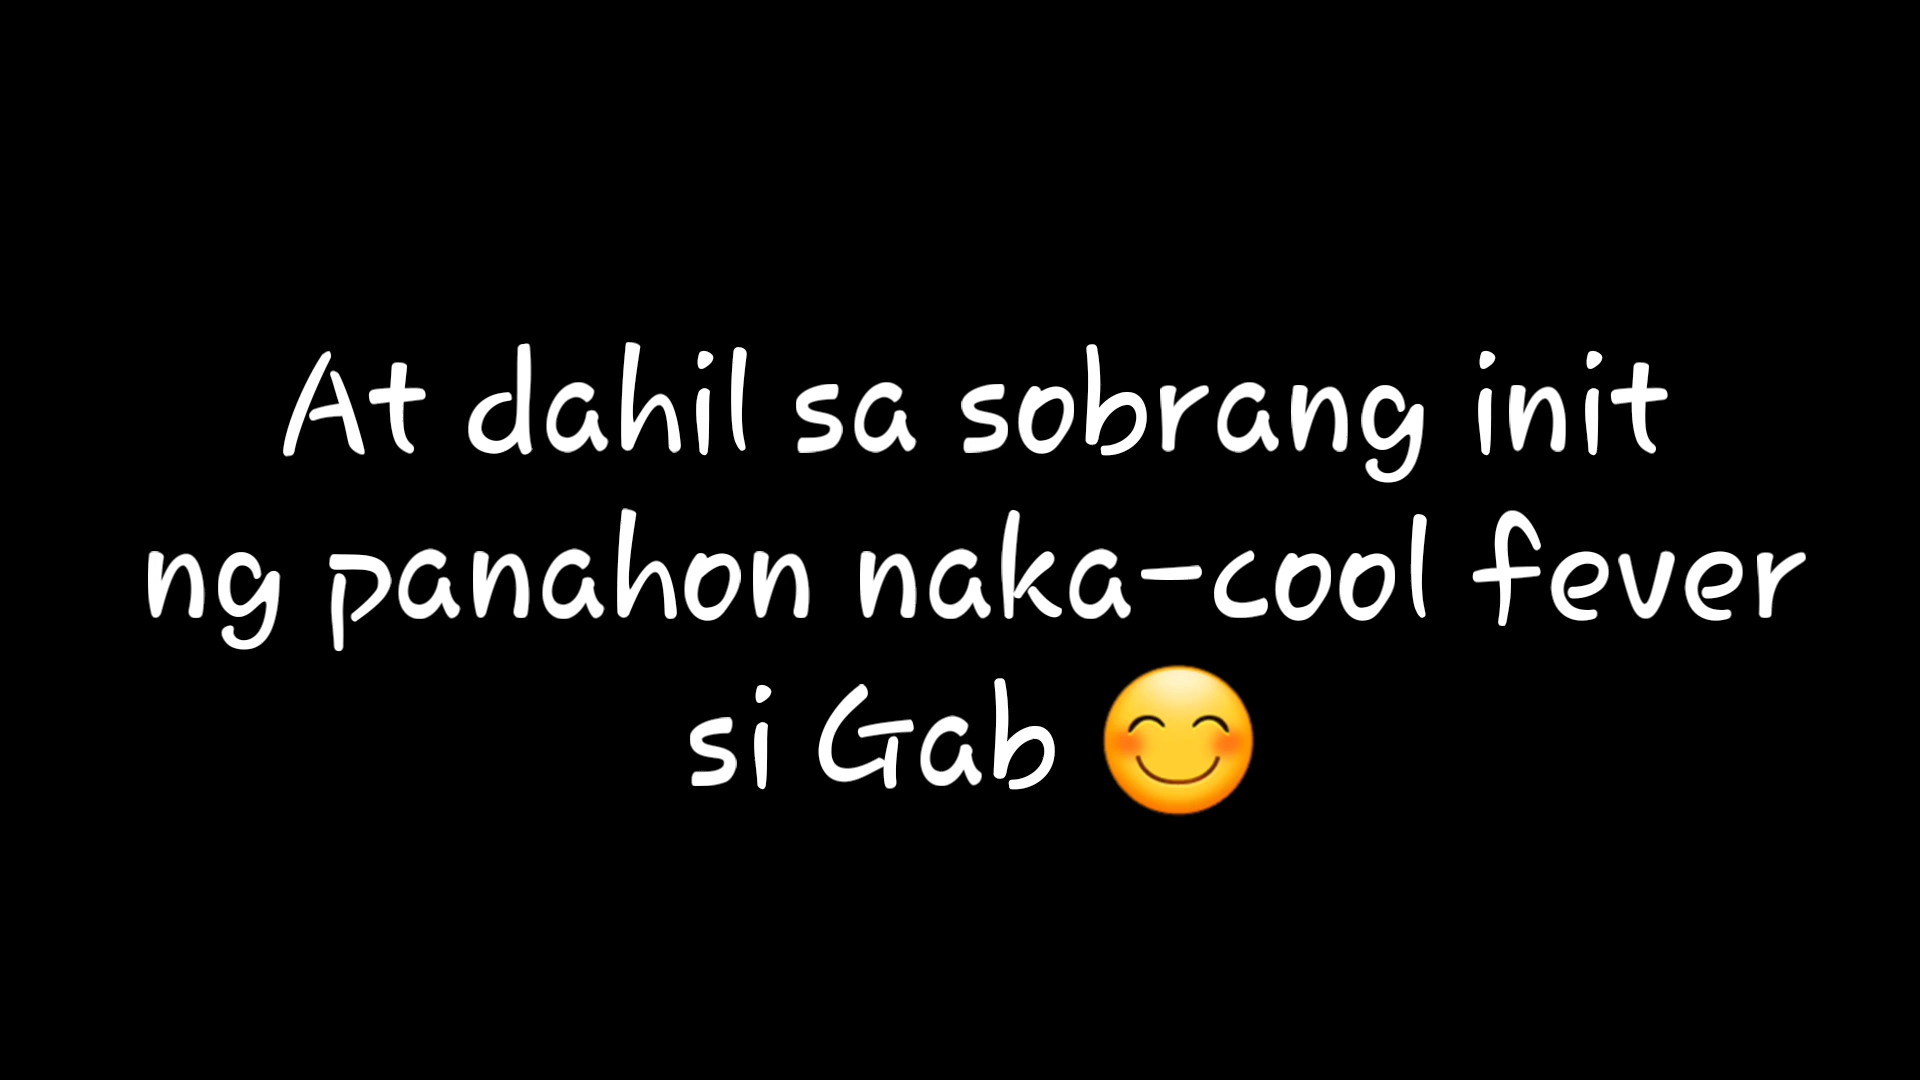 At dahil sa sobrang init
ng panahon naka-cool fever
si Gab 😊